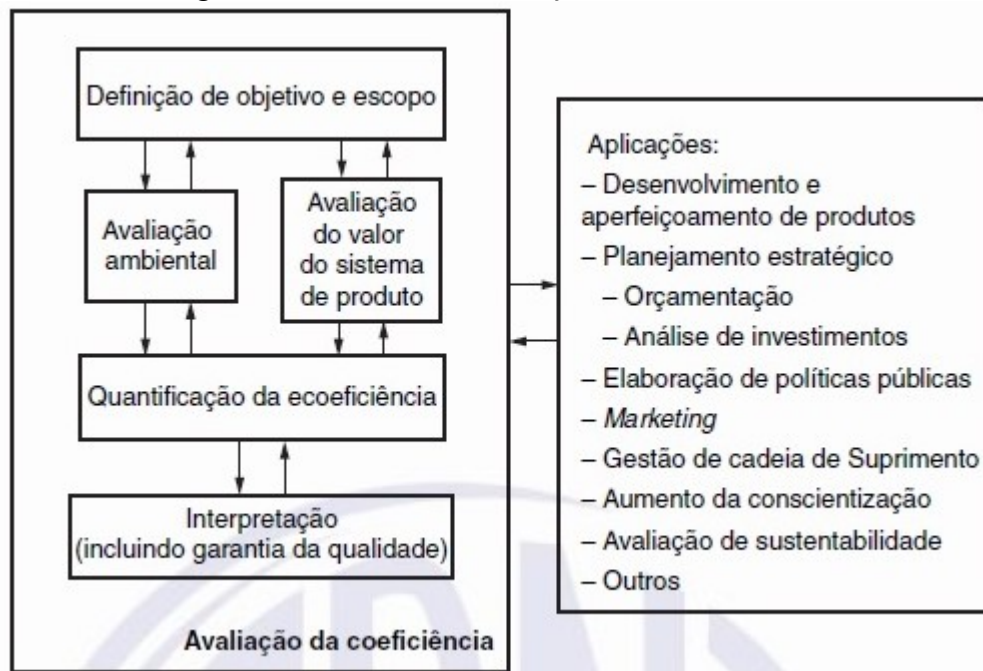 Definição de objetivo e escopo
Avaliação
ambiental
Avaliação
do valor
do sistema
de produto
Quantificação da ecoeficiência
Interpretação
(incluindo garantia da qualidade)
Avaliação da coeficiência
Aplicações:
– Desenvolvimento e
aperfeiçoamento de produtos
– Planejamento estratégico
– Orçamentação
– Análise de investimentos
– Elaboração de políticas públicas
– Marketing
– Gestão de cadeia de Suprimento
– Aumento da conscientização
– Avaliação de sustentabilidade
– Outros